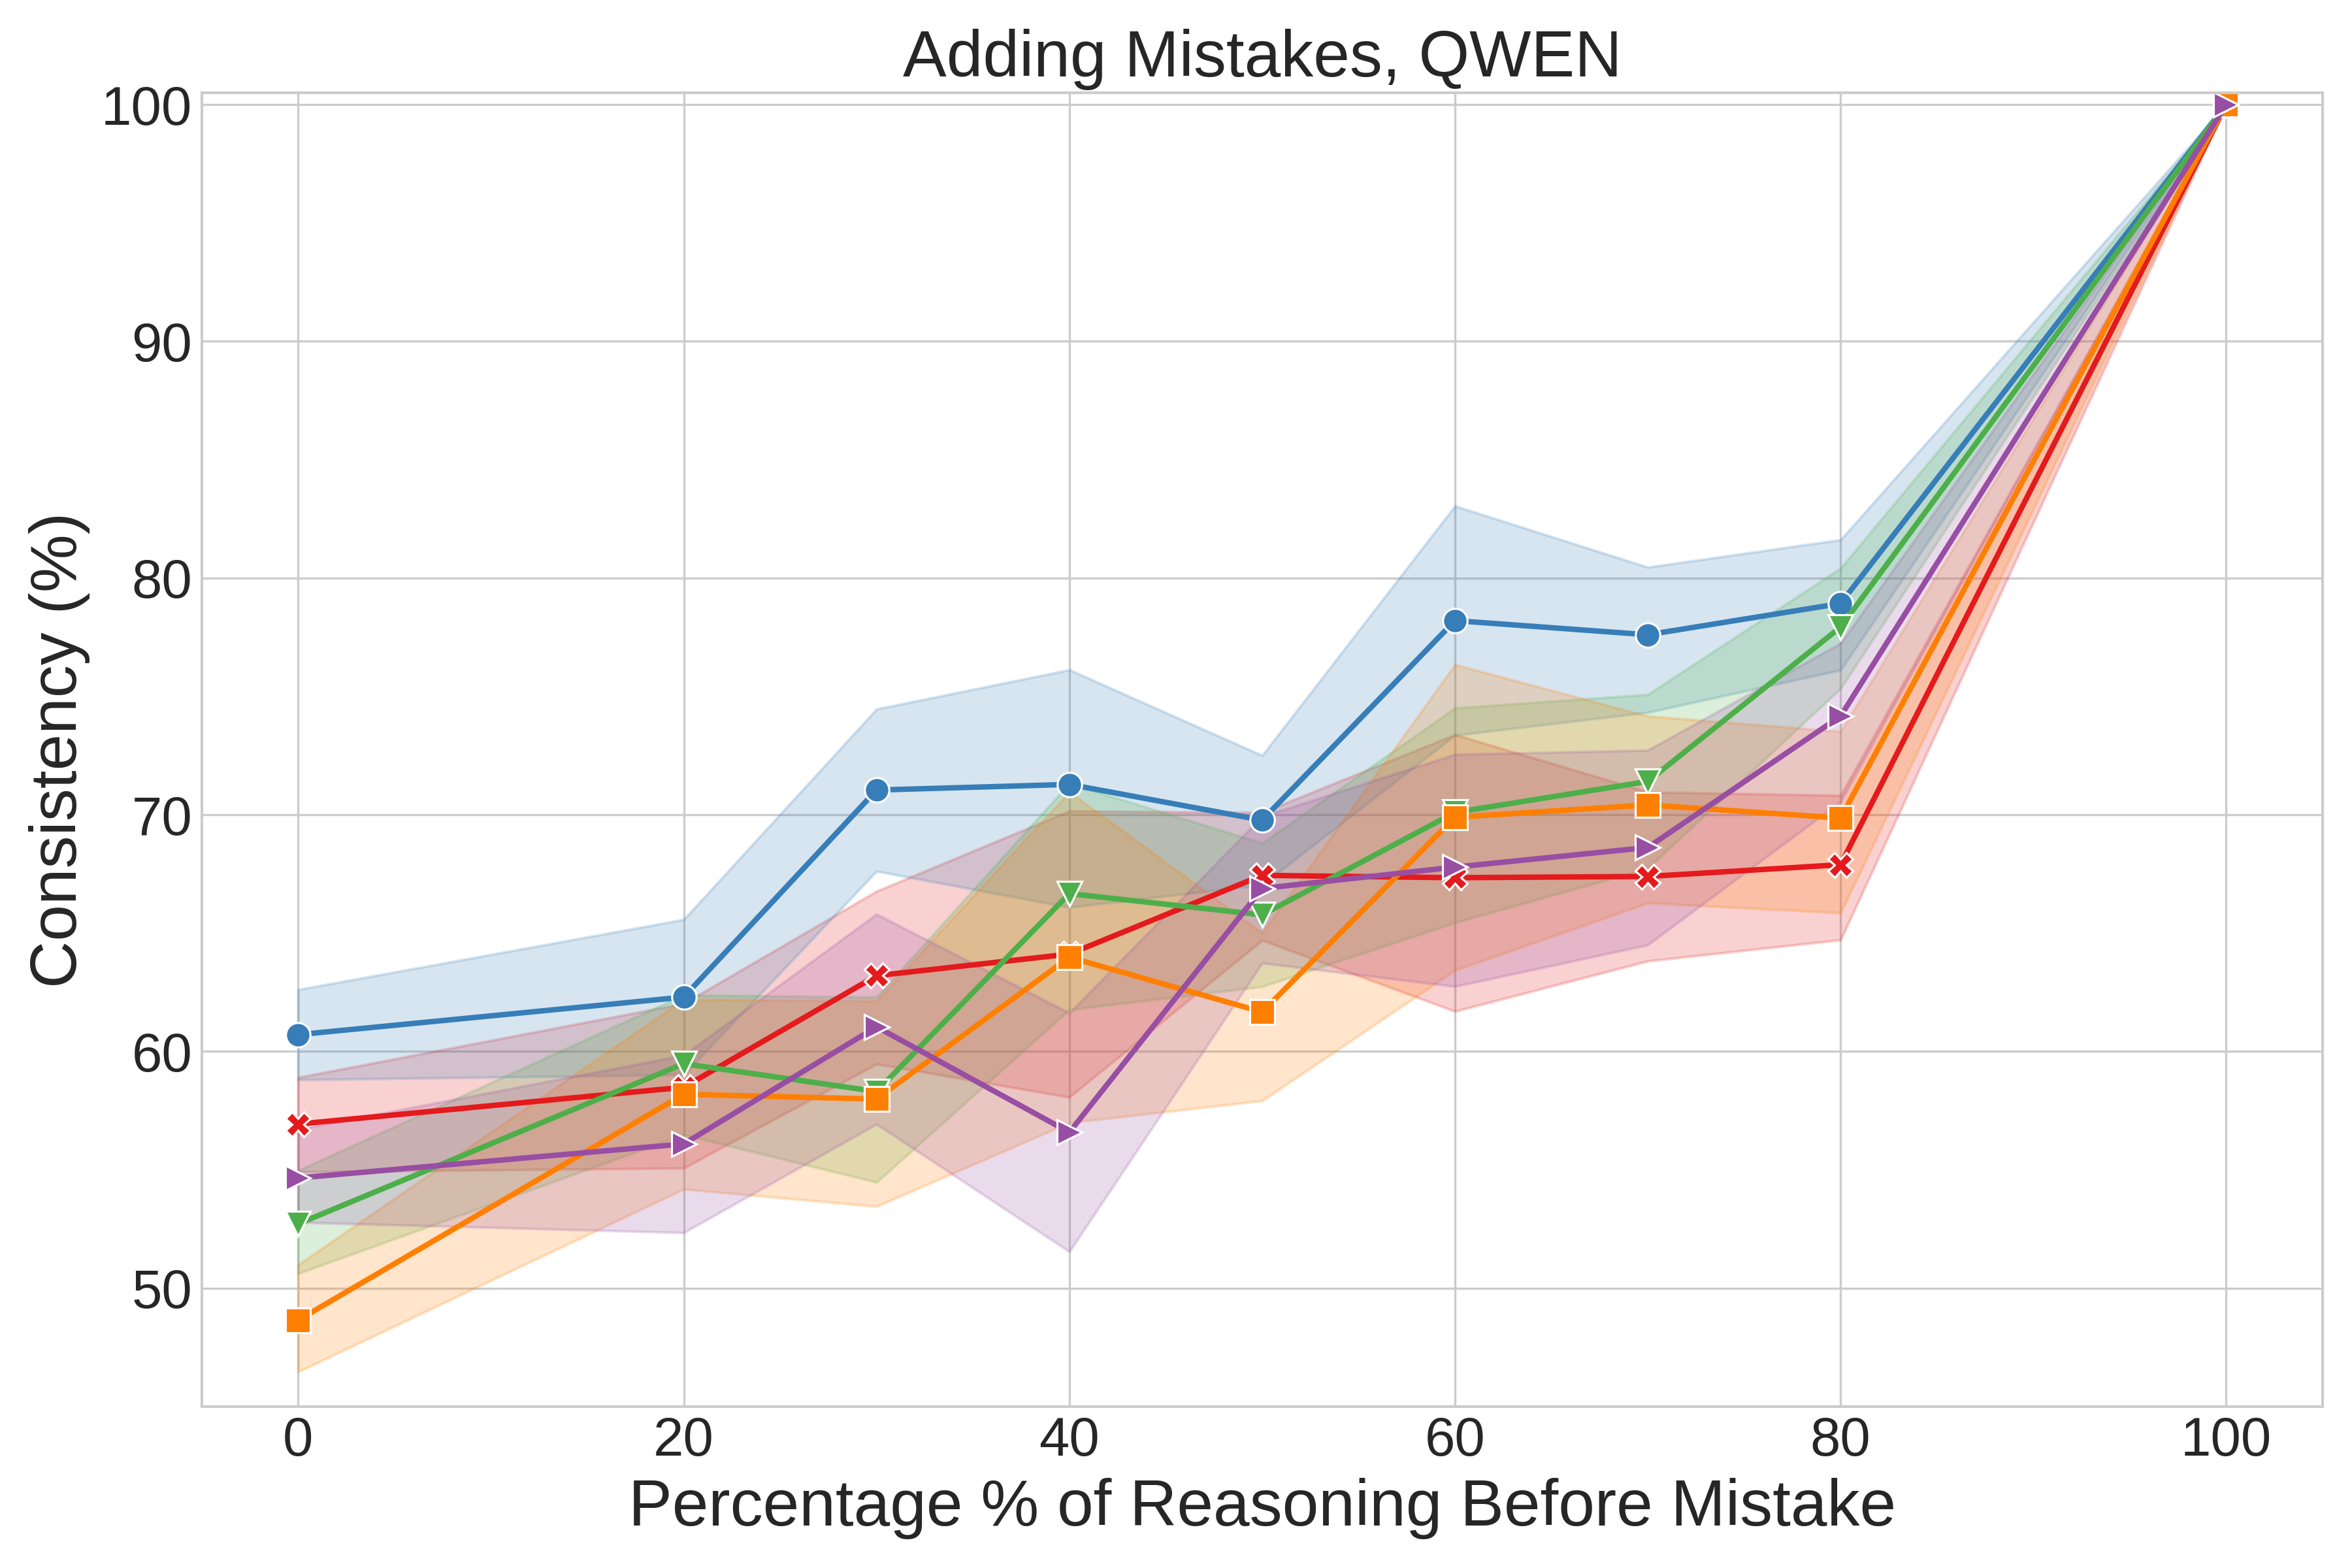 Adding Mistakes, QWEN
100
90
80
70
60
50
Consistency (%)
0 20 40 60 80 100
Percentage % of Reasoning Before Mistake